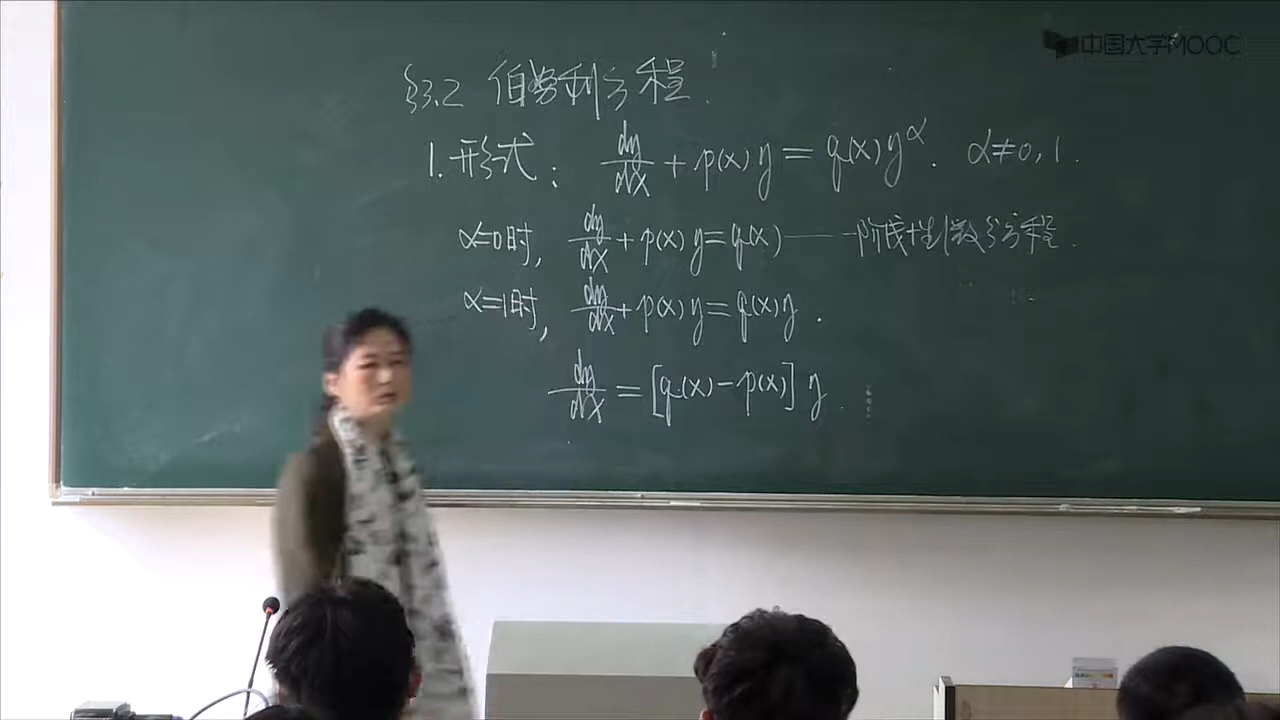 中国大学MOOC
§3.2 伯努利方程.
1.形式: dy/dx + p(x)y = q(x)y^α. α≠0,1.
α=0时, dy/dx + p(x)y = q(x) —— 一阶线性微分方程.
α=1时, dy/dx + p(x)y = q(x)y.
dy/dx = [q(x) - p(x)]y.